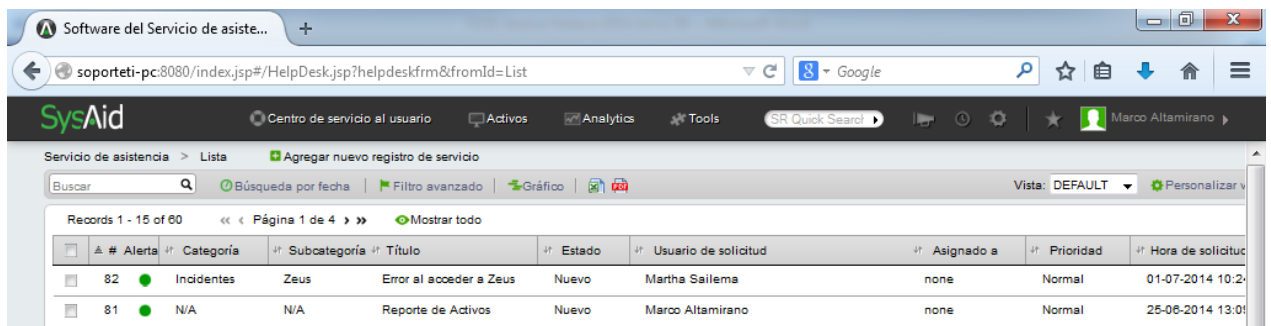 Software del Servicio de asiste...
soporteti-pc:8080/index.jsp#/HelpDesk.jsp?helpdeskfrm&fromId=List
Google
SysAid Centro de servicio al usuario Activos Analytics Tools SR Quick Search Marco Altamirano
Servicio de asistencia > Lista Agregar nuevo registro de servicio
Buscar Búsqueda por fecha | Filtro avanzado | Gráfico | Vista: DEFAULT Personalizar v
Records 1 - 15 of 60 « ‹ Página 1 de 4 › » Mostrar todo
# Alerta Categoría Subcategoría Título Estado Usuario de solicitud Asignado a Prioridad Hora de solicitud
82 Incidentes Zeus Error al acceder a Zeus Nuevo Martha Sailema none Normal 01-07-2014 10:2
81 N/A N/A Reporte de Activos Nuevo Marco Altamirano none Normal 25-06-2014 13:0